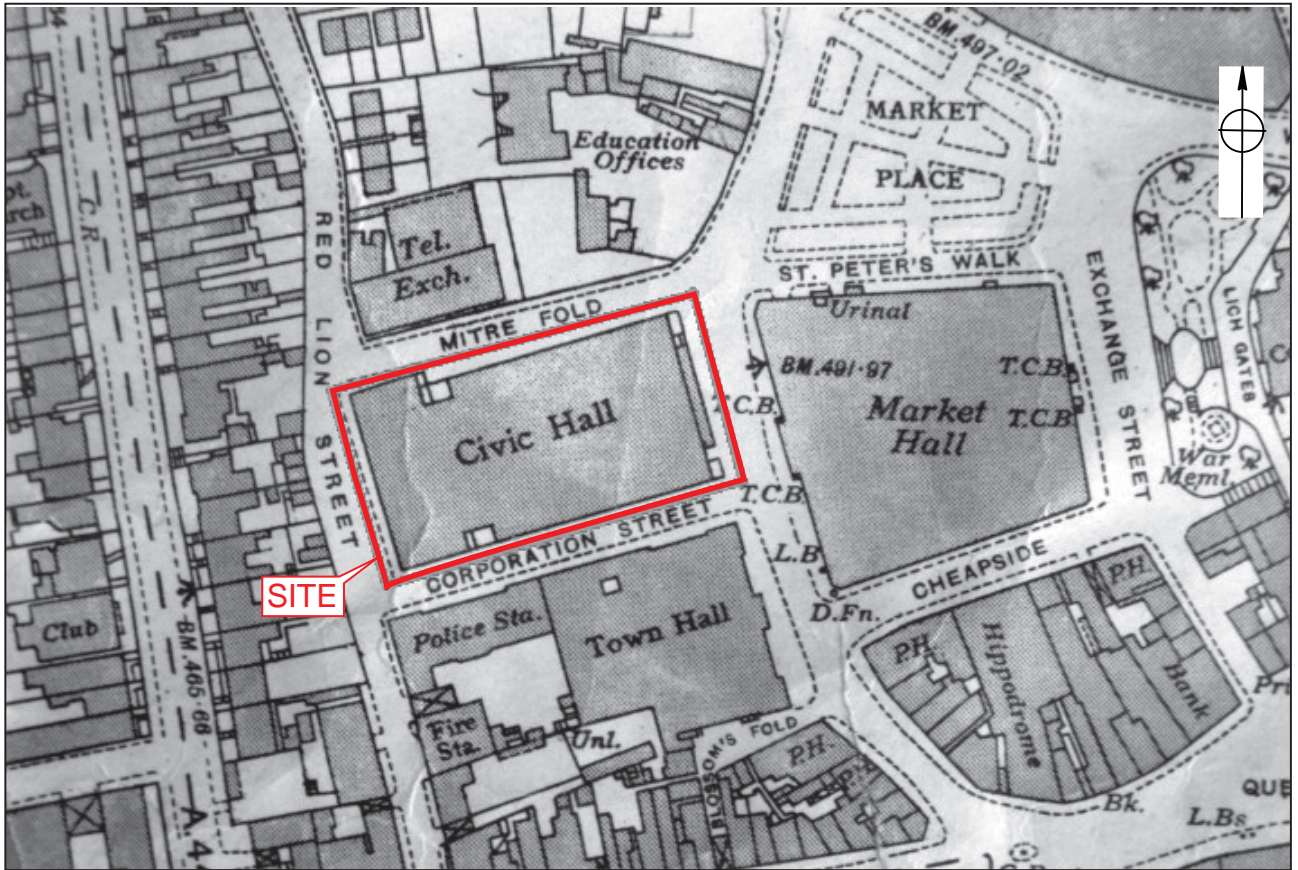 BM 497·02
MARKET
PLACE
Education
Offices
C.R.
RED LION STREET
Tel.
Exch.
MITRE FOLD
ST. PETER'S WALK
Urinal
EXCHANGE STREET
LICH GATES
BM.491·97
T.C.B.
T.C.B.
Civic Hall
Market
Hall
War
Meml.
T.C.B.
CORPORATION STREET
SITE
L.B.
CHEAPSIDE
D.Fn.
P.H.
Club
BM 465·66
Police Sta.
Town Hall
P.H.
Hippodrome
Bank
Fire
Sta.
Unl.
BLOSSOM'S FOLD
P.H.
P.H.
Bk.
L.Bs.
A.4
QUE